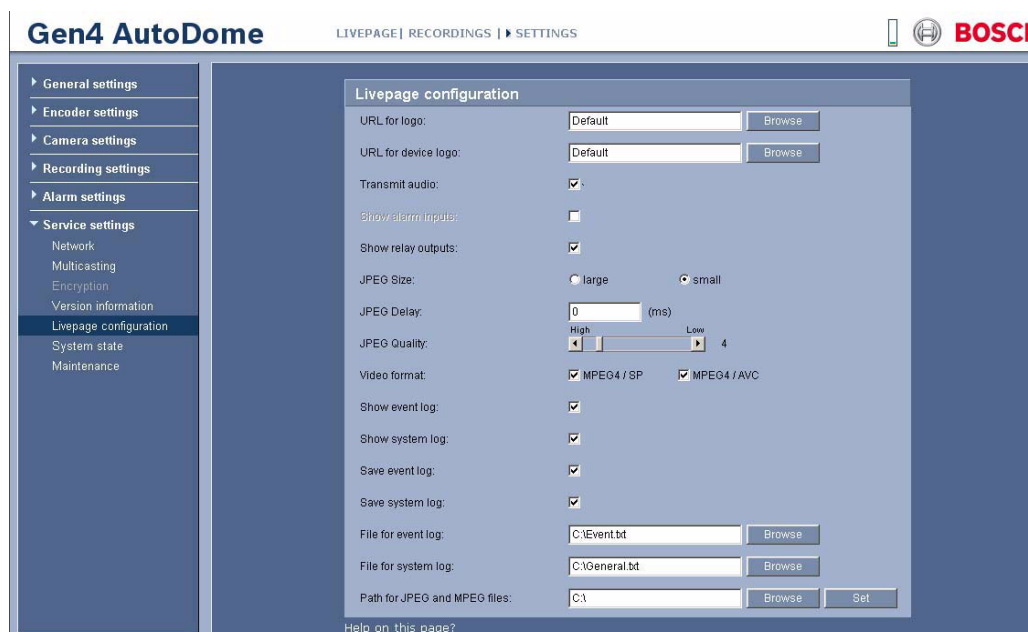 Gen4 AutoDome
LIVEPAGE| RECORDINGS | SETTINGS
BOSCH
General settings
Encoder settings
Camera settings
Recording settings
Alarm settings
Service settings
Network
Multicasting
Encryption
Version information
Livepage configuration
System state
Maintenance
Livepage configuration
URL for logo: Default Browse
URL for device logo: Default Browse
Transmit audio:
Show alarm inputs:
Show relay outputs:
JPEG Size: large small
JPEG Delay: 0 (ms)
High Low
JPEG Quality: 4
Video format: MPEG4 / SP MPEG4 / AVC
Show event log:
Show system log:
Save event log:
Save system log:
File for event log: C:\Event.txt Browse
File for system log: C:\General.txt Browse
Path for JPEG and MPEG files: C:\ Browse Set
Help on this page?